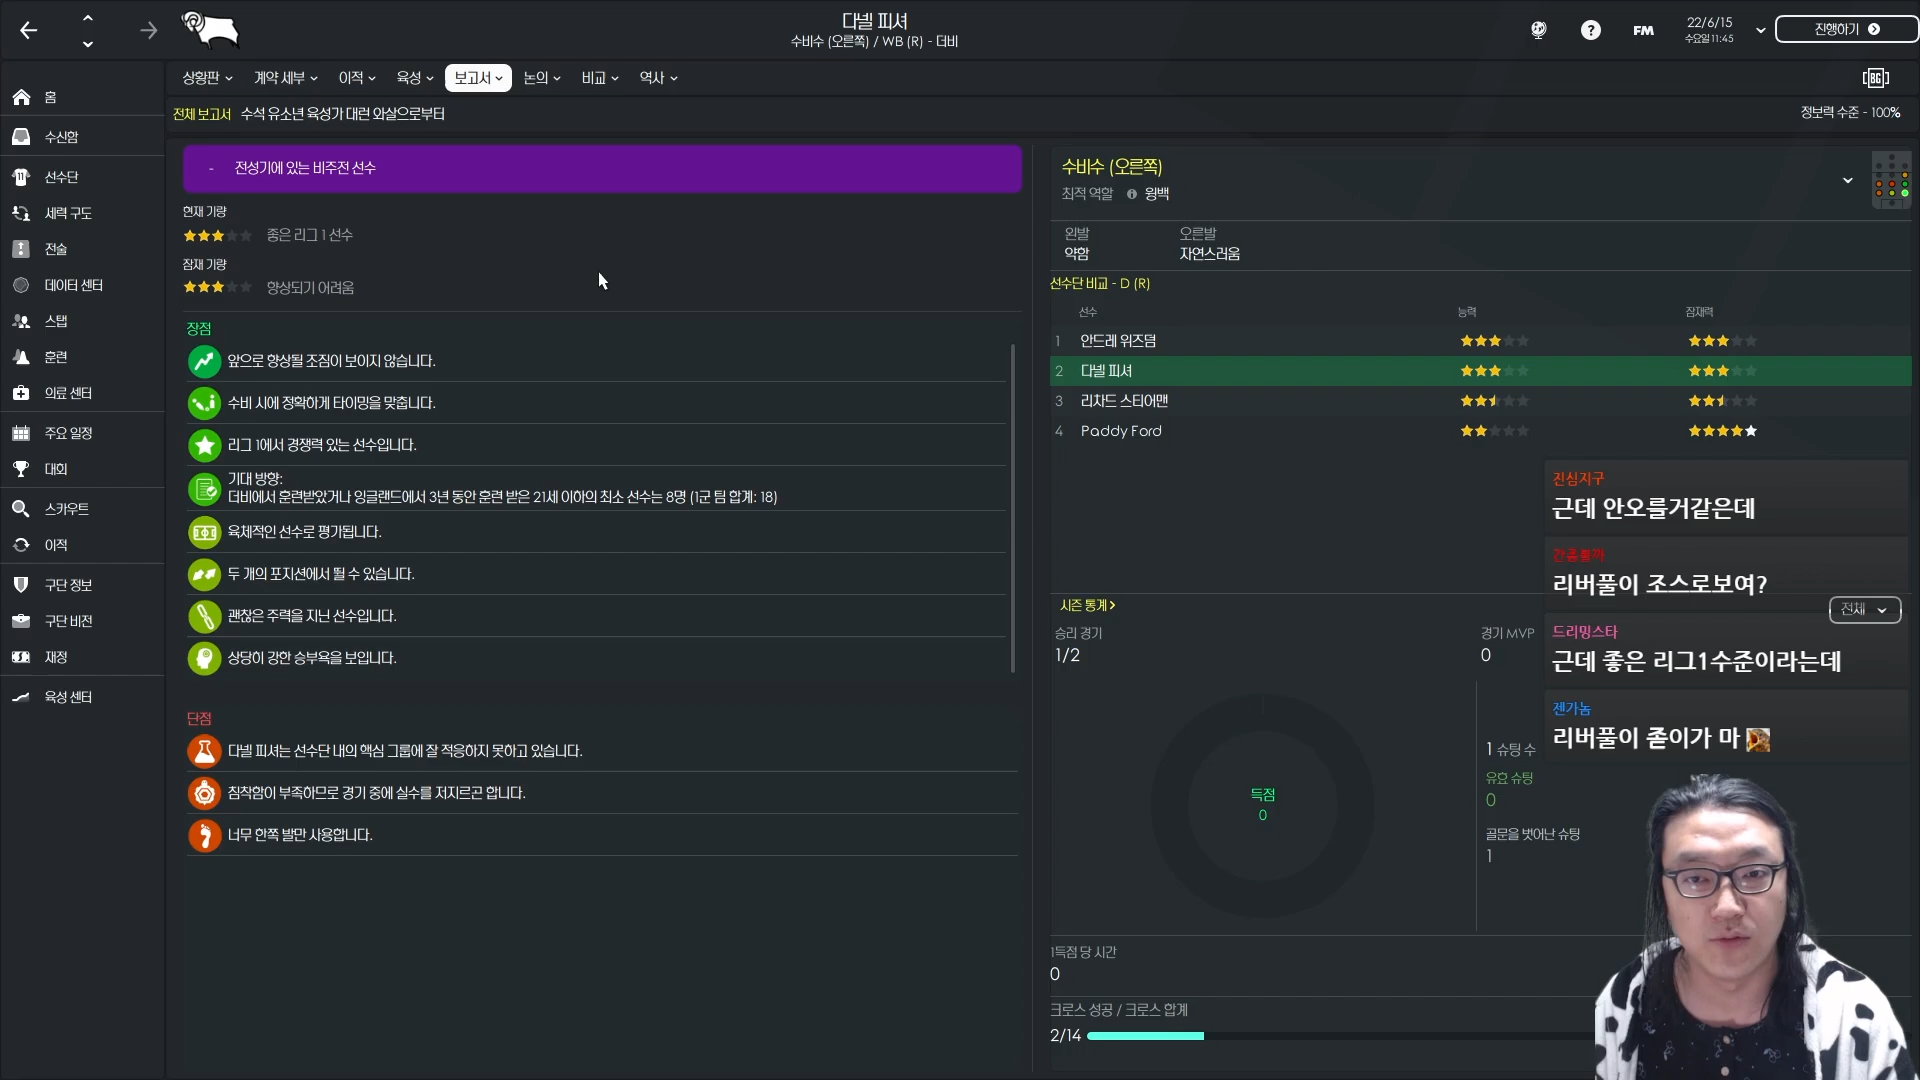 다넬 피셔
수비수 (오른쪽) / WB (R) - 더비
FM
22/6/15
수요일 11:45
진행하기
상황판
계약 세부
이적
육성
보고서
논의
비교
역사
BG
전체 보고서 수석 유소년 육성가 대런 와살으로부터
정보력 수준 - 100%
홈
수신함
선수단
세력 구도
전술
데이터 센터
스탭
훈련
의료 센터
주요 일정
대회
스카우트
이적
구단 정보
구단 비전
재정
육성 센터
- 전성기에 있는 비주전 선수
현재 기량
좋은 리그 1 선수
잠재 기량
향상되기 어려움
장점
앞으로 향상될 조짐이 보이지 않습니다.
수비 시에 정확하게 타이밍을 맞춥니다.
리그 1에서 경쟁력 있는 선수입니다.
기대 방향:
더비에서 훈련받았거나 잉글랜드에서 3년 동안 훈련 받은 21세 이하의 최소 선수는 8명 (1군 팀 합계: 18)
육체적인 선수로 평가됩니다.
두 개의 포지션에서 뛸 수 있습니다.
괜찮은 주력을 지닌 선수입니다.
상당히 강한 승부욕을 보입니다.
단점
다넬 피셔는 선수단 내의 핵심 그룹에 잘 적응하지 못하고 있습니다.
침착함이 부족하므로 경기 중에 실수를 저지르곤 합니다.
너무 한쪽 발만 사용합니다.
수비수 (오른쪽)
최적 역할 윙백
왼발
약함
오른발
자연스러움
선수단 비교 - D (R)
선수 능력 잠재력
1 안드레 위즈덤
2 다넬 피셔
3 리차드 스티어맨
4 Paddy Ford
시즌 통계
전체
승리 경기
1/2
경기 MVP
0
득점
0
1 슈팅 수
유효 슈팅
0
골문을 벗어난 슈팅
1
1득점 당 시간
0
크로스 성공 / 크로스 합계
2/14
진심지구
근데 안오를거같은데
리버풀이 조스로보여?
드리밍스타
근데 좋은 리그1수준이라는데
젠가놈
리버풀이 졷이가 마